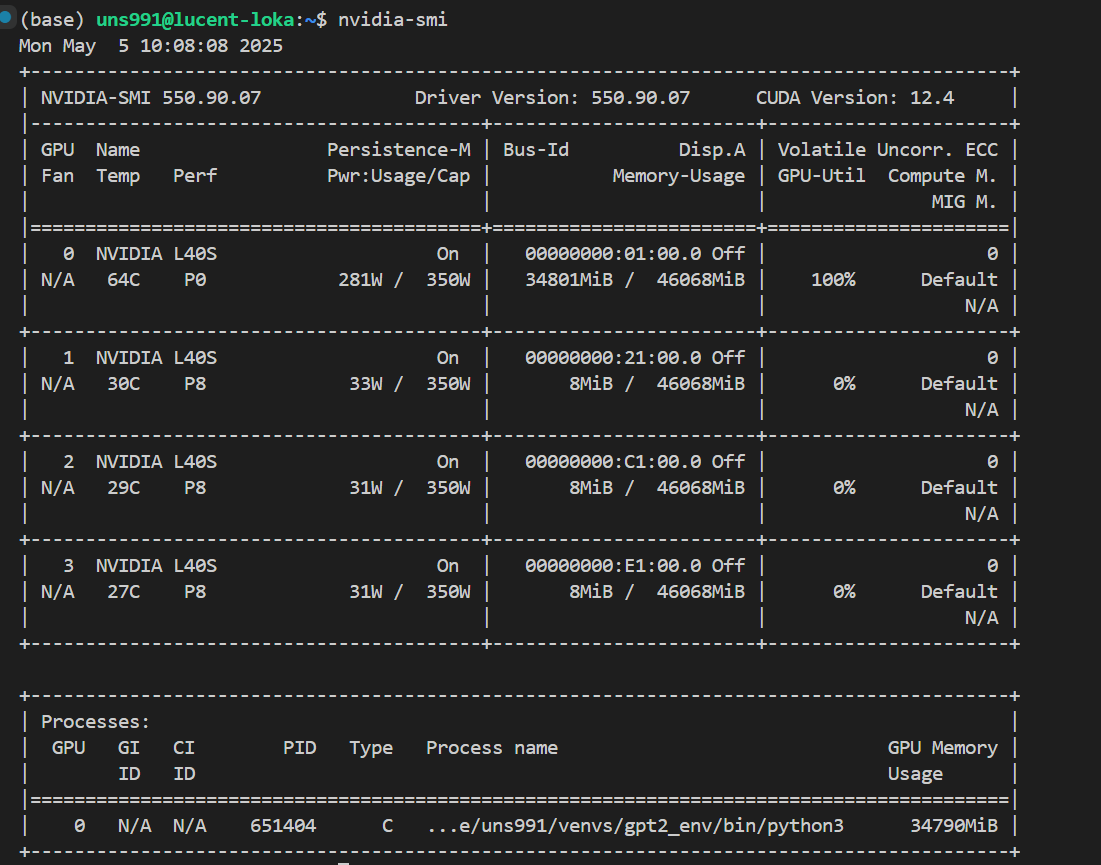 (base) uns991@lucent-loka:~$ nvidia-smi
Mon May  5 10:08:08 2025
+-----------------------------------------------------------------------------------------+
| NVIDIA-SMI 550.90.07              Driver Version: 550.90.07      CUDA Version: 12.4     |
|-----------------------------------------+------------------------+----------------------+
| GPU  Name                 Persistence-M | Bus-Id          Disp.A | Volatile Uncorr. ECC |
| Fan  Temp   Perf          Pwr:Usage/Cap |           Memory-Usage | GPU-Util  Compute M. |
|                                         |                        |               MIG M. |
|=========================================+========================+======================|
|   0  NVIDIA L40S                    On  |   00000000:01:00.0 Off |                    0 |
| N/A   64C    P0            281W /  350W |   34801MiB /  46068MiB |    100%      Default |
|                                         |                        |                  N/A |
+-----------------------------------------+------------------------+----------------------+
|   1  NVIDIA L40S                    On  |   00000000:21:00.0 Off |                    0 |
| N/A   30C    P8             33W /  350W |       8MiB /  46068MiB |      0%      Default |
|                                         |                        |                  N/A |
+-----------------------------------------+------------------------+----------------------+
|   2  NVIDIA L40S                    On  |   00000000:C1:00.0 Off |                    0 |
| N/A   29C    P8             31W /  350W |       8MiB /  46068MiB |      0%      Default |
|                                         |                        |                  N/A |
+-----------------------------------------+------------------------+----------------------+
|   3  NVIDIA L40S                    On  |   00000000:E1:00.0 Off |                    0 |
| N/A   27C    P8             31W /  350W |       8MiB /  46068MiB |      0%      Default |
|                                         |                        |                  N/A |
+-----------------------------------------+------------------------+----------------------+

+-----------------------------------------------------------------------------------------+
| Processes:                                                                              |
|  GPU   GI   CI        PID   Type   Process name                              GPU Memory |
|        ID   ID                                                               Usage      |
|=========================================================================================|
|    0   N/A  N/A    651404      C   ...e/uns991/venvs/gpt2_env/bin/python3      34790MiB |
+-----------------------------------------------------------------------------------------+